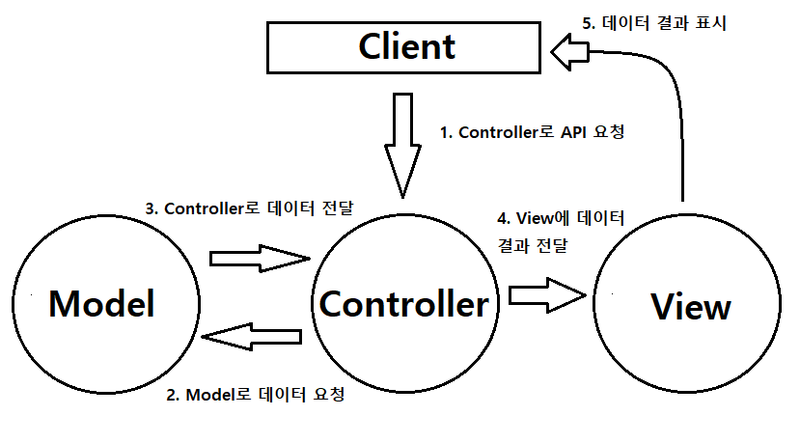 Client
5. 데이터 결과 표시
1. Controller로 API 요청
3. Controller로 데이터 전달
4. View에 데이터
결과 전달
Model
Controller
View
2. Model로 데이터 요청